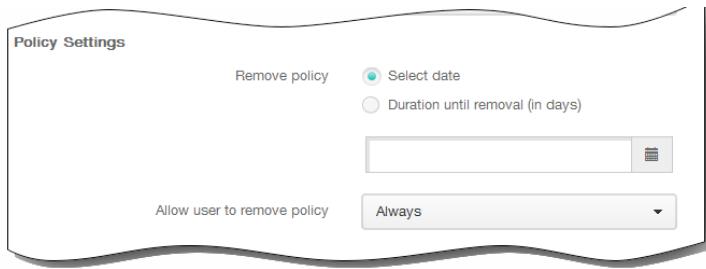 Policy Settings
Remove policy
Select date
Duration until removal (in days)
Allow user to remove policy
Always